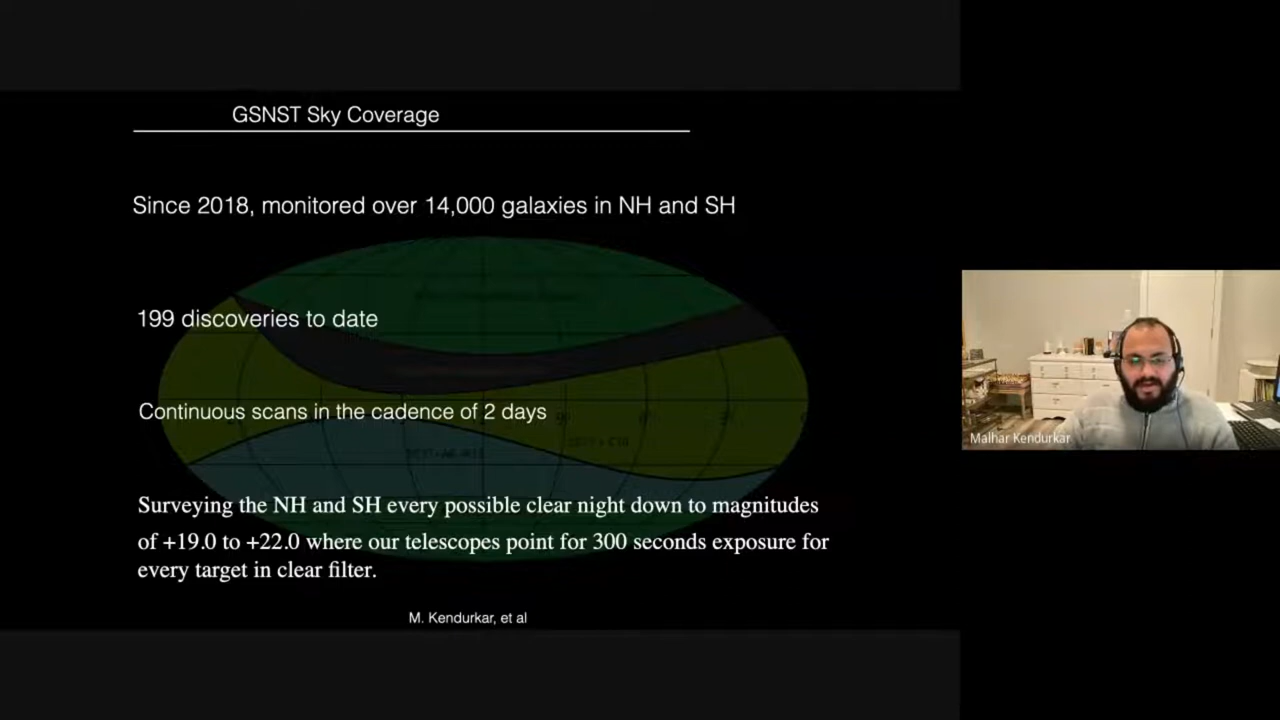 GSNST Sky Coverage
Since 2018, monitored over 14,000 galaxies in NH and SH
199 discoveries to date
Continuous scans in the cadence of 2 days
Surveying the NH and SH every possible clear night down to magnitudes
of +19.0 to +22.0 where our telescopes point for 300 seconds exposure for
every target in clear filter.
M. Kendurkar, et al
Malhar Kendurkar